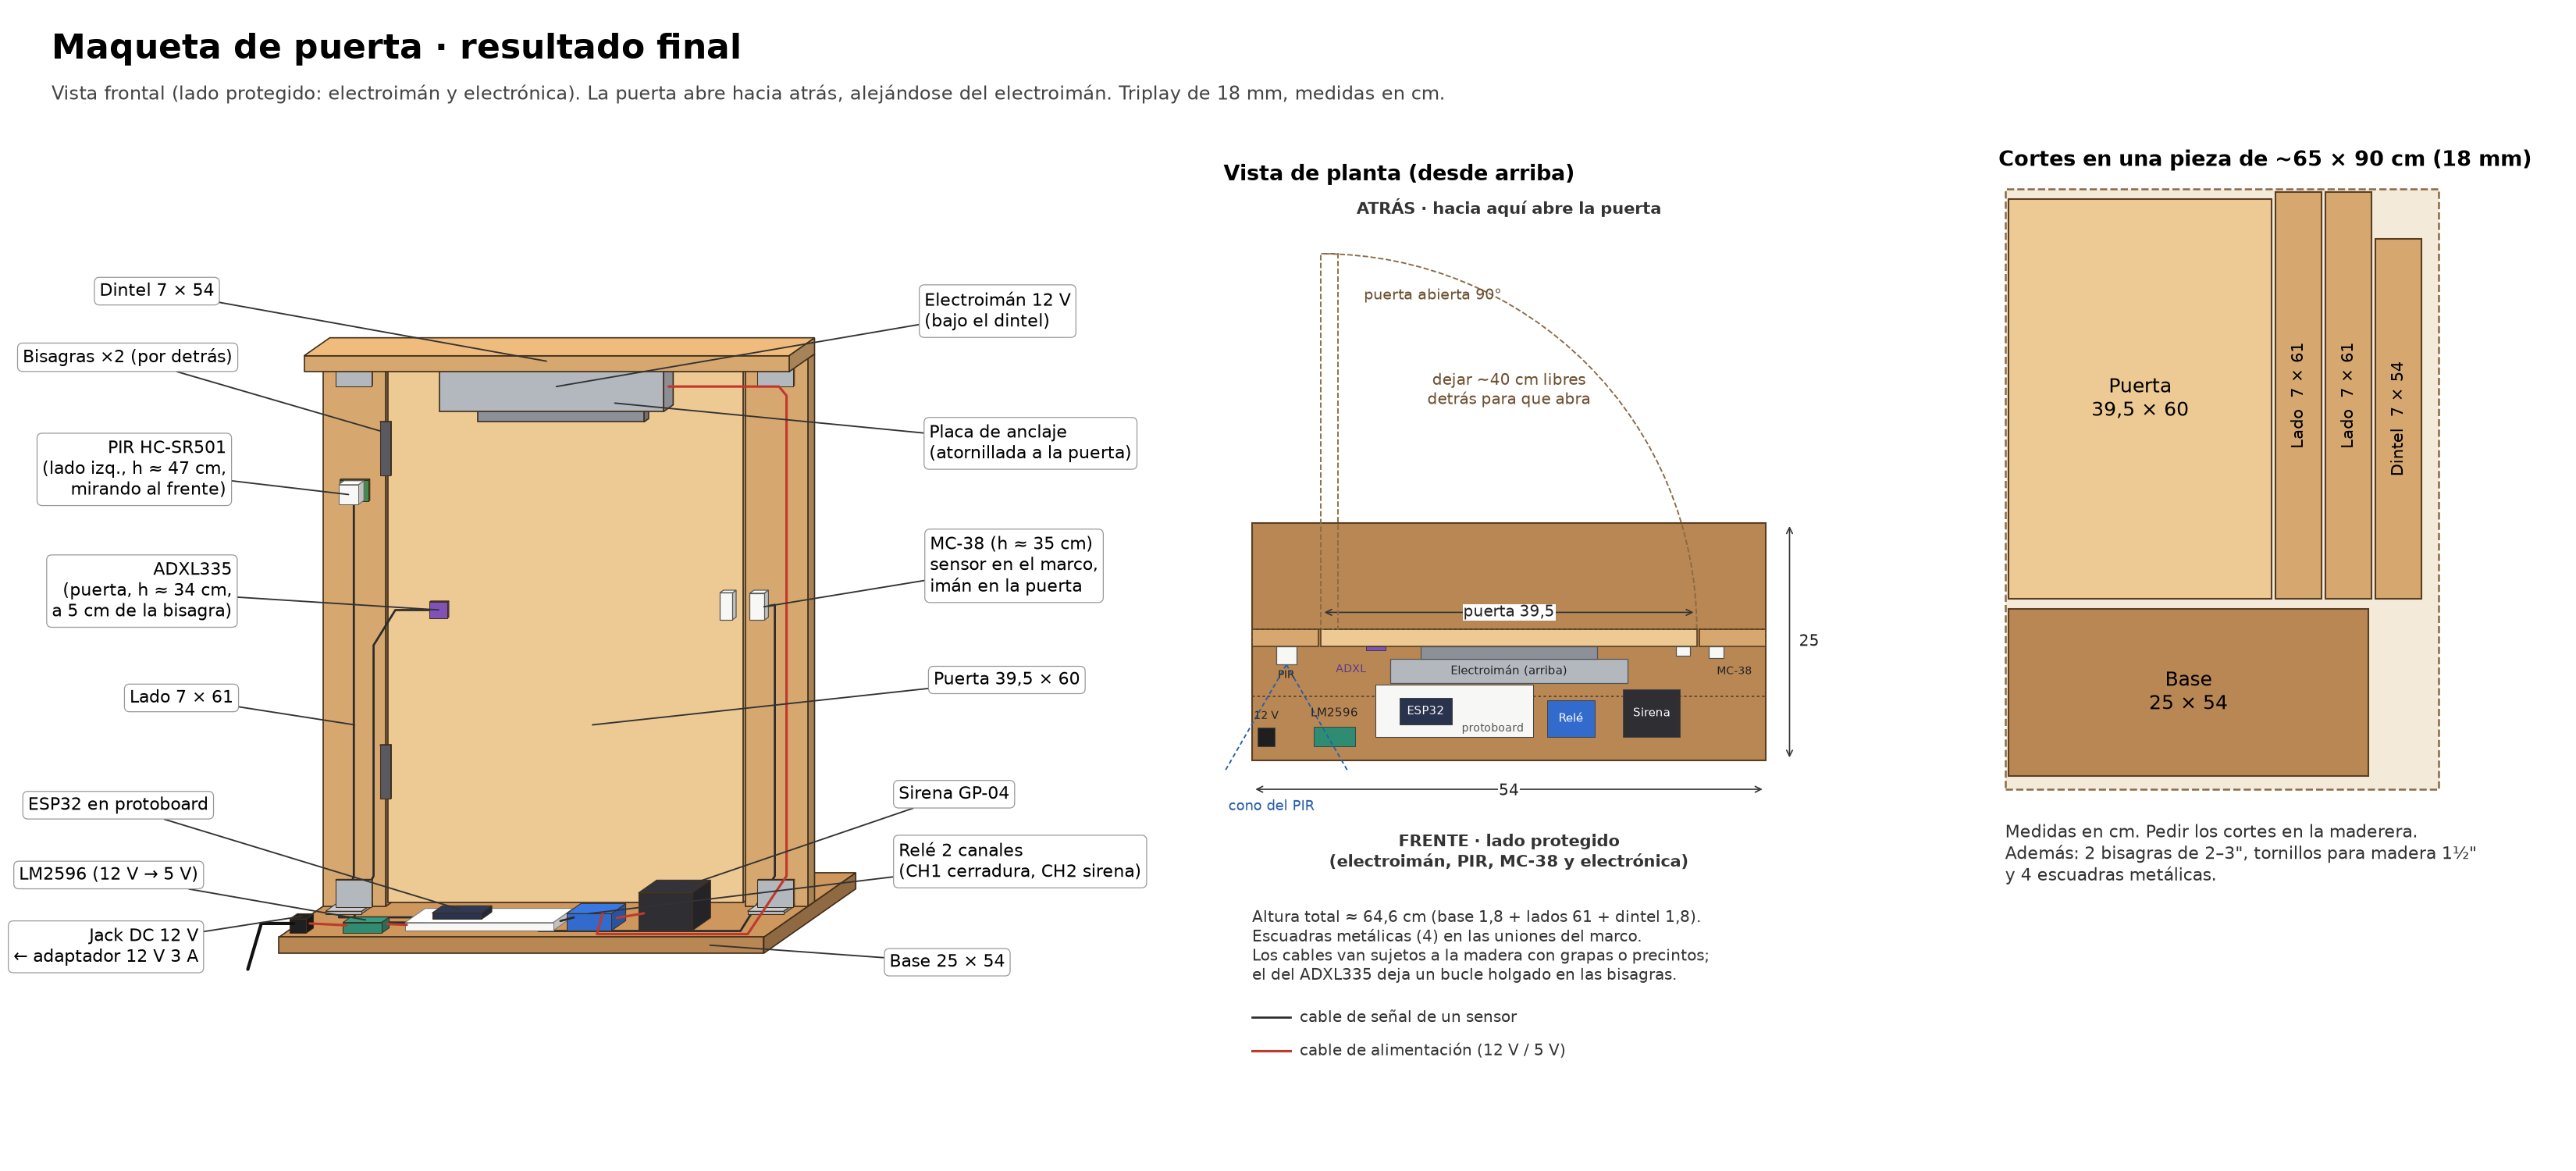 Maqueta de puerta · resultado final
Vista frontal (lado protegido: electroimán y electrónica). La puerta abre hacia atrás, alejándose del electroimán. Triplay de 18 mm, medidas en cm.
Dintel 7 × 54
Bisagras ×2 (por detrás)
PIR HC-SR501
(lado izq., h ≈ 47 cm,
mirando al frente)
ADXL335
(puerta, h ≈ 34 cm,
a 5 cm de la bisagra)
Lado 7 × 61
ESP32 en protoboard
LM2596 (12 V → 5 V)
Jack DC 12 V
← adaptador 12 V 3 A
Electroimán 12 V
(bajo el dintel)
Placa de anclaje
(atornillada a la puerta)
MC-38 (h ≈ 35 cm)
sensor en el marco,
imán en la puerta
Puerta 39,5 × 60
Sirena GP-04
Relé 2 canales
(CH1 cerradura, CH2 sirena)
Base 25 × 54
Vista de planta (desde arriba)
ATRÁS · hacia aquí abre la puerta
puerta abierta 90°
dejar ~40 cm libres
detrás para que abra
puerta 39,5
25
PIR
ADXL
Electroimán (arriba)
MC-38
12 V
LM2596
ESP32
protoboard
Relé
Sirena
54
cono del PIR
FRENTE · lado protegido
(electroimán, PIR, MC-38 y electrónica)
Altura total ≈ 64,6 cm (base 1,8 + lados 61 + dintel 1,8).
Escuadras metálicas (4) en las uniones del marco.
Los cables van sujetos a la madera con grapas o precintos;
el del ADXL335 deja un bucle holgado en las bisagras.
cable de señal de un sensor
cable de alimentación (12 V / 5 V)
Cortes en una pieza de ~65 × 90 cm (18 mm)
Puerta
39,5 × 60
Lado 7 × 61
Lado 7 × 61
Dintel 7 × 54
Base
25 × 54
Medidas en cm. Pedir los cortes en la maderera.
Además: 2 bisagras de 2–3", tornillos para madera 1½"
y 4 escuadras metálicas.